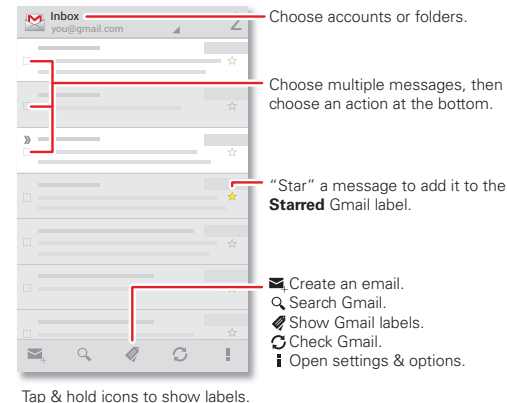 Inbox
you@gmail.com
2
Choose accounts or folders.
Choose multiple messages, then
choose an action at the bottom.
"Star" a message to add it to the
Starred Gmail label.
Create an email.
Search Gmail.
Show Gmail labels.
Check Gmail.
Open settings & options.
Tap & hold icons to show labels.